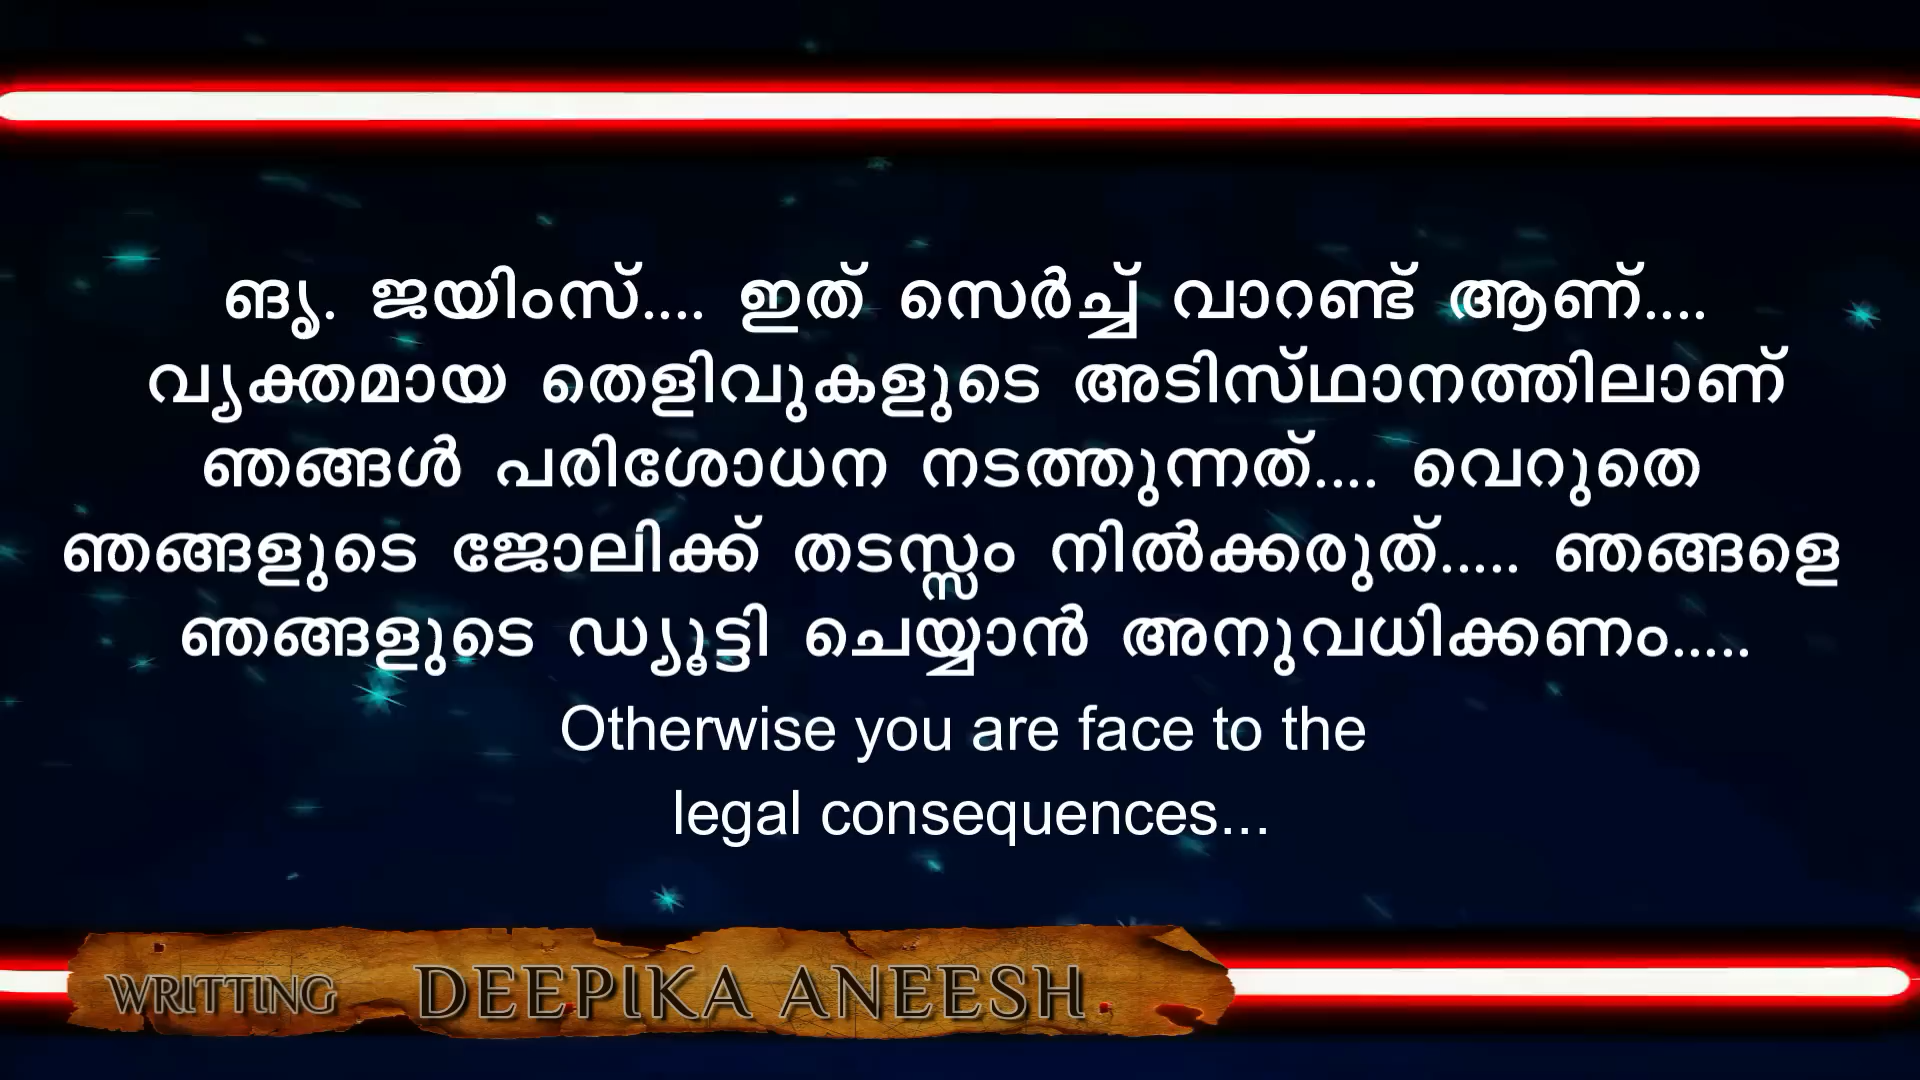 ങൃ. ജയിംസ്.... ഇത് സെർച്ച് വാറണ്ട് ആണ്....
വ്യക്തമായ തെളിവുകളുടെ അടിസ്ഥാനത്തിലാണ്
ഞങ്ങൾ പരിശോധന നടത്തുന്നത്.... വെറുതെ
ഞങ്ങളുടെ ജോലിക്ക് തടസ്സം നിൽക്കരുത്..... ഞങ്ങളെ
ഞങ്ങളുടെ ഡ്യൂട്ടി ചെയ്യാൻ അനുവധിക്കണം.....
Otherwise you are face to the
legal consequences...
WRITTING DEEPIKA ANEESH